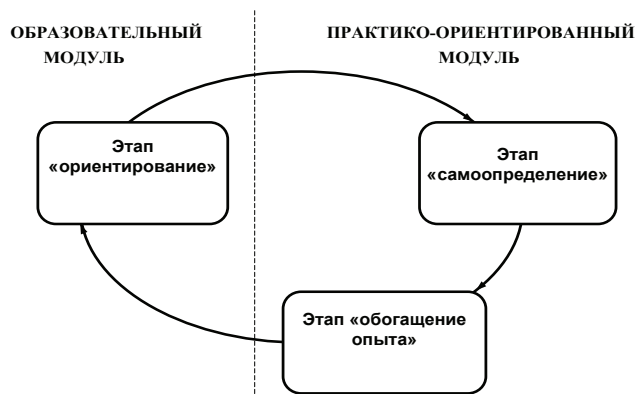 ОБРАЗОВАТЕЛЬНЫЙ
МОДУЛЬ
ПРАКТИКО-ОРИЕНТИРОВАННЫЙ
МОДУЛЬ
Этап
«ориентирование»
Этап
«самоопределение»
Этап «обогащение
опыта»